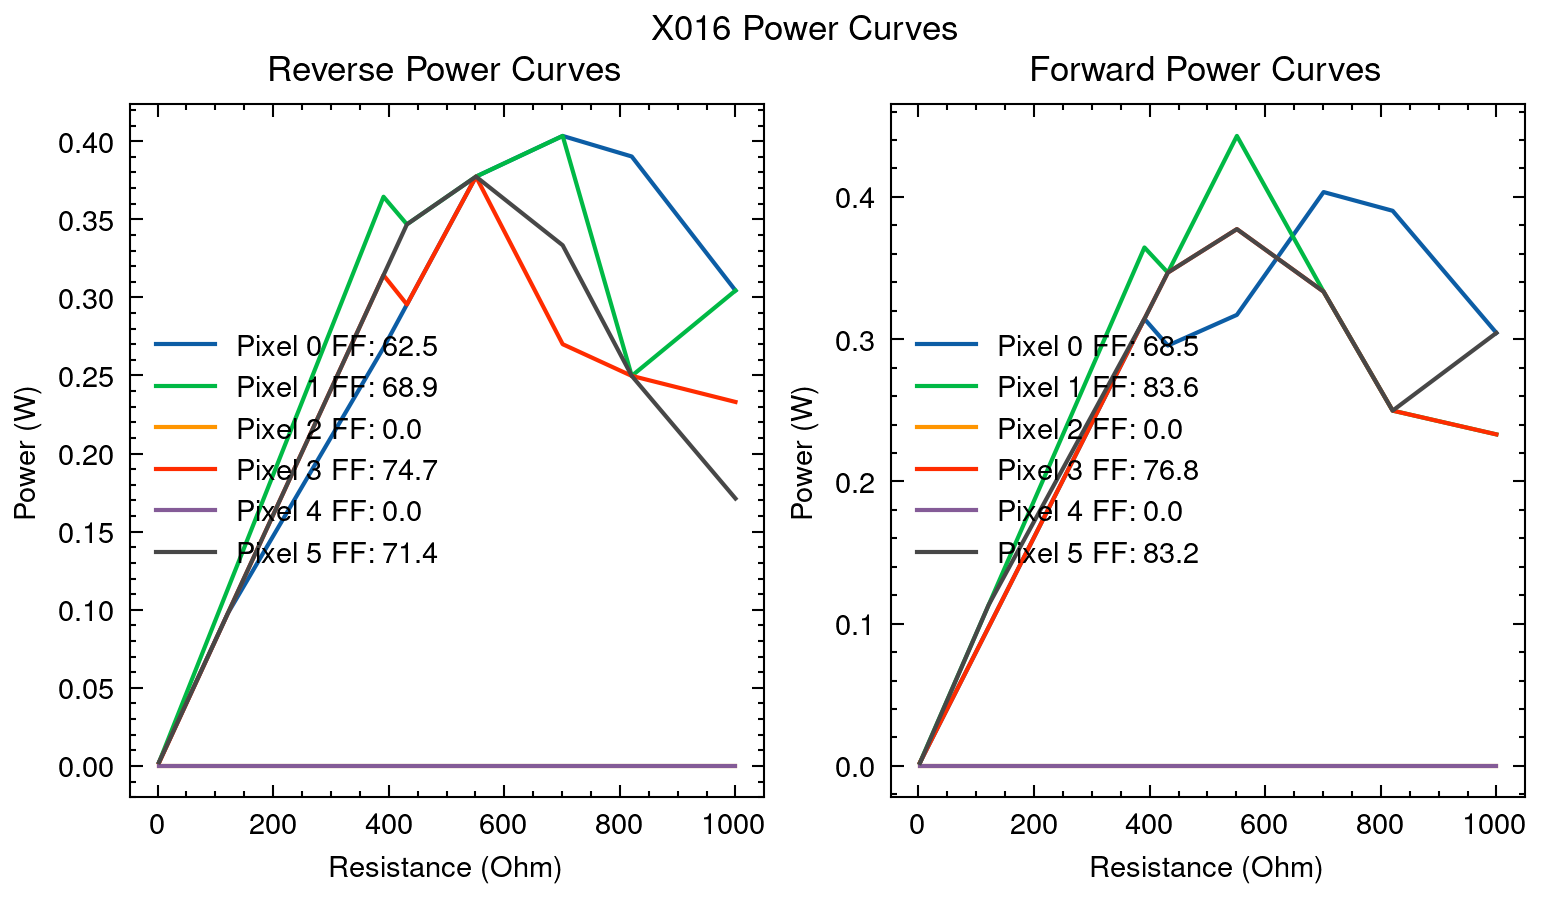 X016 Power Curves
Reverse Power Curves
0.40
0.35
0.30
0.25
0.20
0.15
0.10
0.05
0.00
Power (W)
Pixel 0 FF: 62.5
Pixel 1 FF: 68.9
Pixel 2 FF: 0.0
Pixel 3 FF: 74.7
Pixel 4 FF: 0.0
Pixel 5 FF: 71.4
0 200 400 600 800 1000
Resistance (Ohm)
Forward Power Curves
0.4
0.3
0.2
0.1
0.0
Power (W)
Pixel 0 FF: 68.5
Pixel 1 FF: 83.6
Pixel 2 FF: 0.0
Pixel 3 FF: 76.8
Pixel 4 FF: 0.0
Pixel 5 FF: 83.2
0 200 400 600 800 1000
Resistance (Ohm)